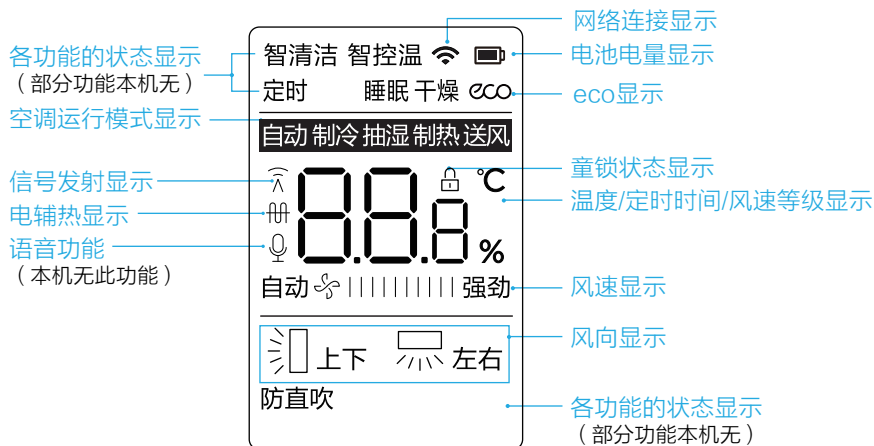 网络连接显示
各功能的状态显示
（部分功能本机无）
智清洁 智控温
电池电量显示
定时 睡眠 干燥 eco
eco显示
空调运行模式显示
自动 制冷 抽湿 制热 送风
信号发射显示
童锁状态显示
℃
温度/定时时间/风速等级显示
电辅热显示
8.8.8
语音功能
（本机无此功能）
%
自动 强劲
风速显示
上下 左右
风向显示
防直吹
各功能的状态显示
（部分功能本机无）